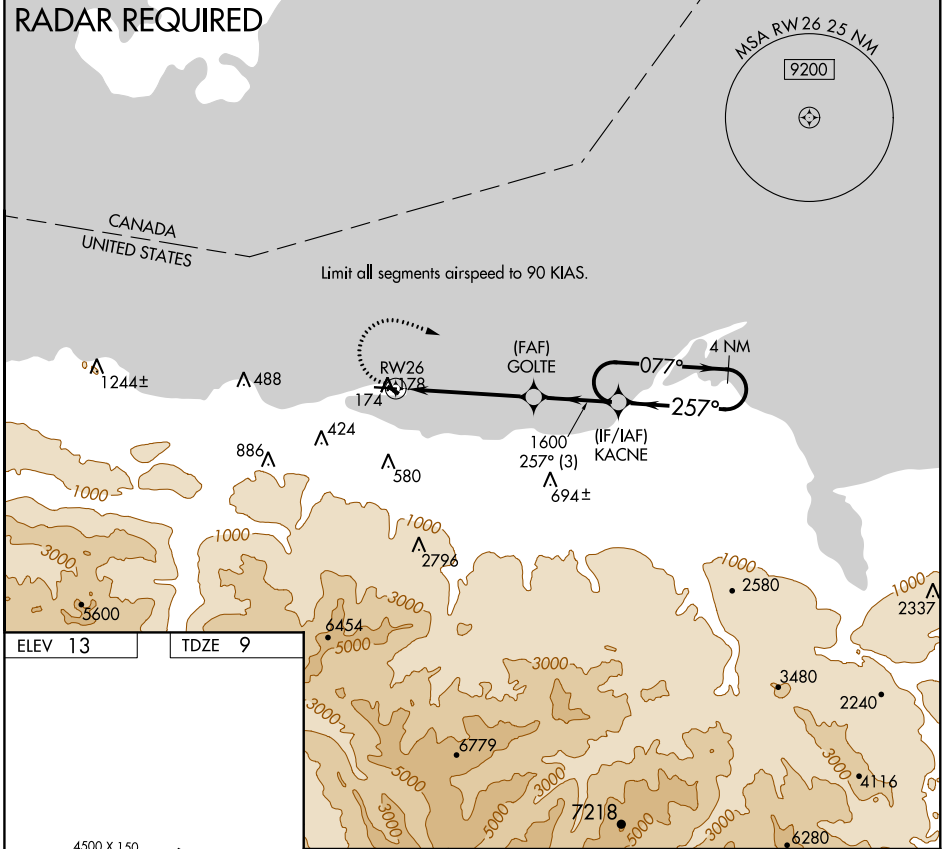 RADAR REQUIRED
MSA RW26 25 NM
9200
CANADA
UNITED STATES
Limit all segments airspeed to 90 KIAS.
(FAF)
GOLTE
4 NM
077°
257°
RW26
178
174
1244±
488
(IF/IAF)
KACNE
1600
257° (3)
424
886
580
694±
1000
1000
1000
1000
1000
2796
3000
5600
2580
2337
3000
6454
5000
ELEV 13
TDZE 9
3000
3480
2240
3000
6779
5000
3000
3000
4116
7218
3000
5000
5000
3000
6280
4500 X 150